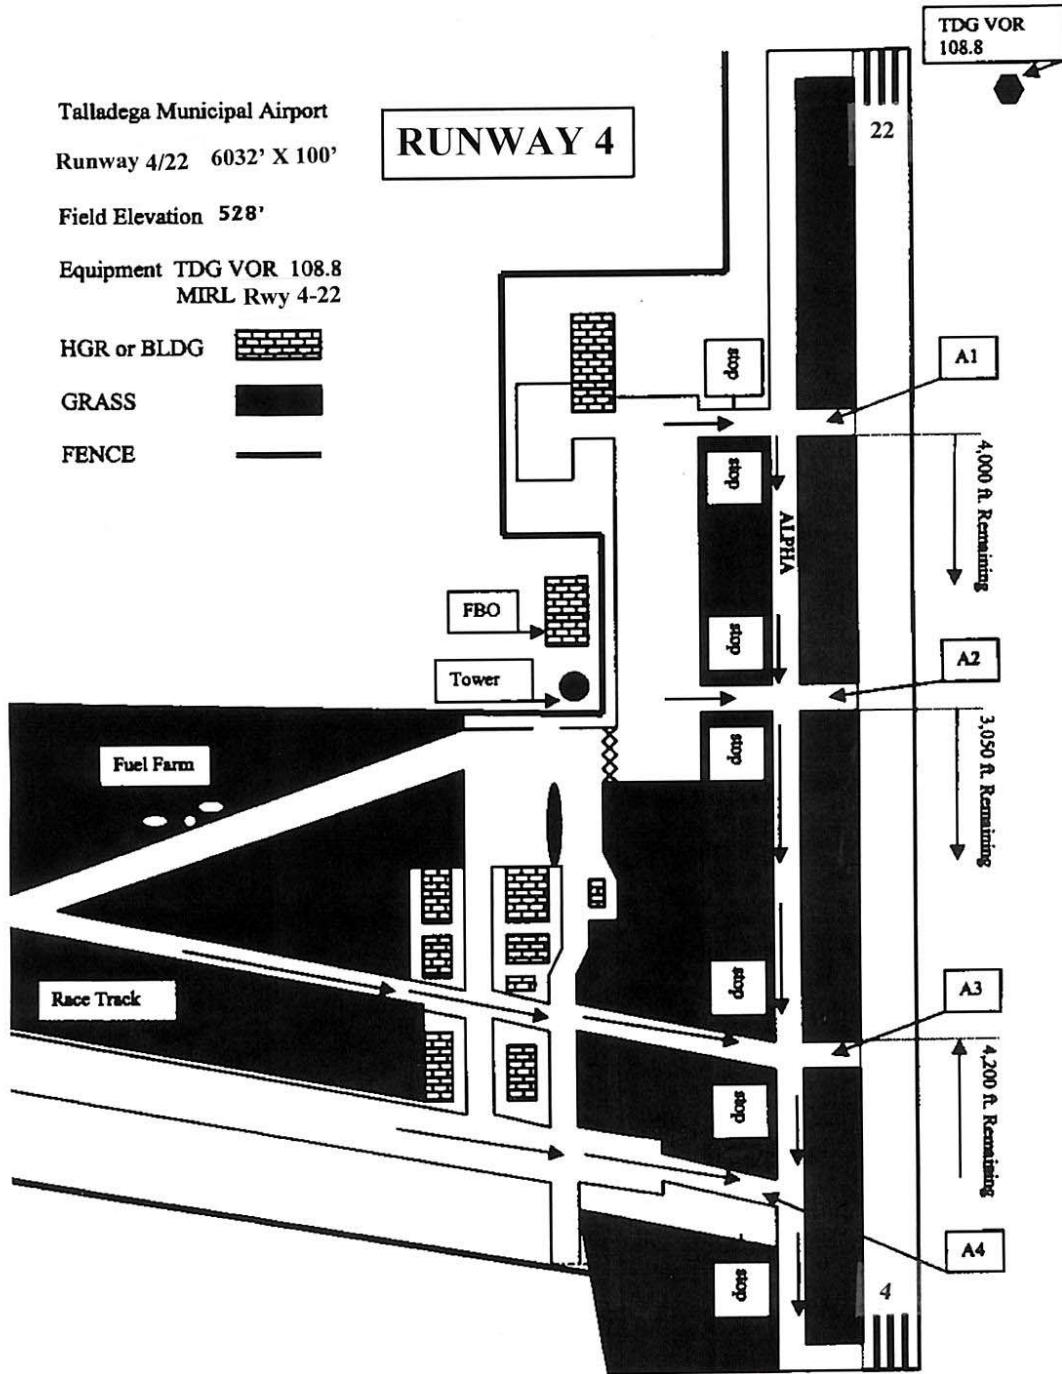 TDG VOR
108.8
Talladega Municipal Airport
Runway 4/22 6032' X 100'
RUNWAY 4
22
Field Elevation 528'
Equipment TDG VOR 108.8
MIRL Rwy 4-22
HGR or BLDG
GRASS
FENCE
stop
A1
stop
4,000 ft. Remaining
ALPHA
FBO
stop
A2
Tower
stop
3,050 ft. Remaining
Fuel Farm
stop
A3
Race Track
stop
4,200 ft. Remaining
A4
stop
4